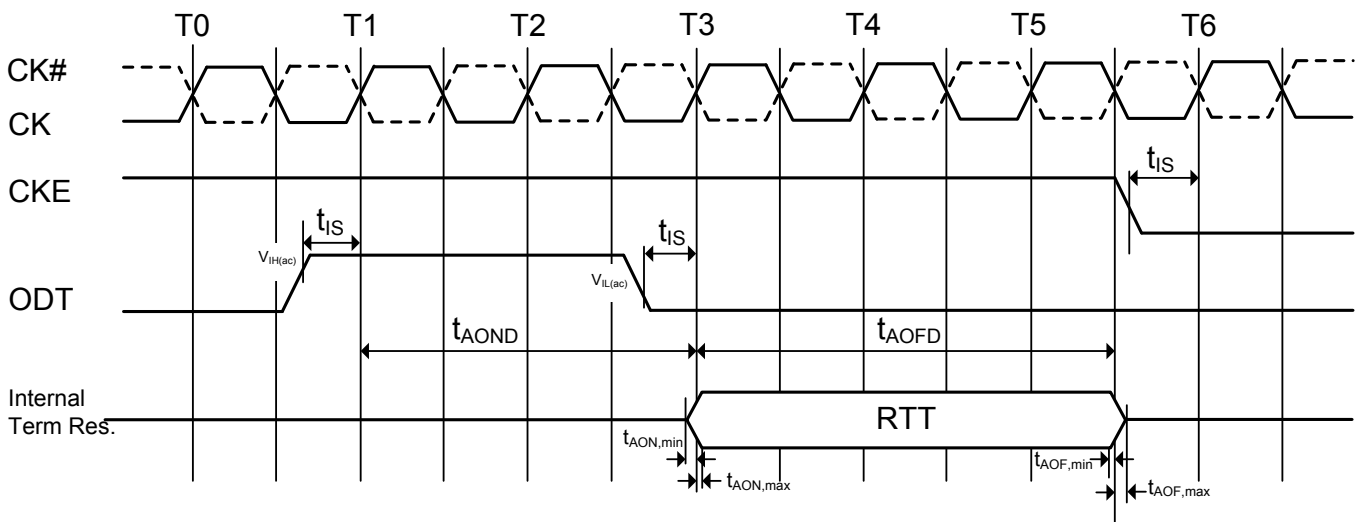 T0 T1 T2 T3 T4 T5 T6
CK#
CK
CKE
tIS
tIS
tIS
VIH(ac)
VIL(ac)
ODT
tAOND
tAOFD
Internal
Term Res.
RTT
tAON,min
tAOF,min
tAON,max
tAOF,max